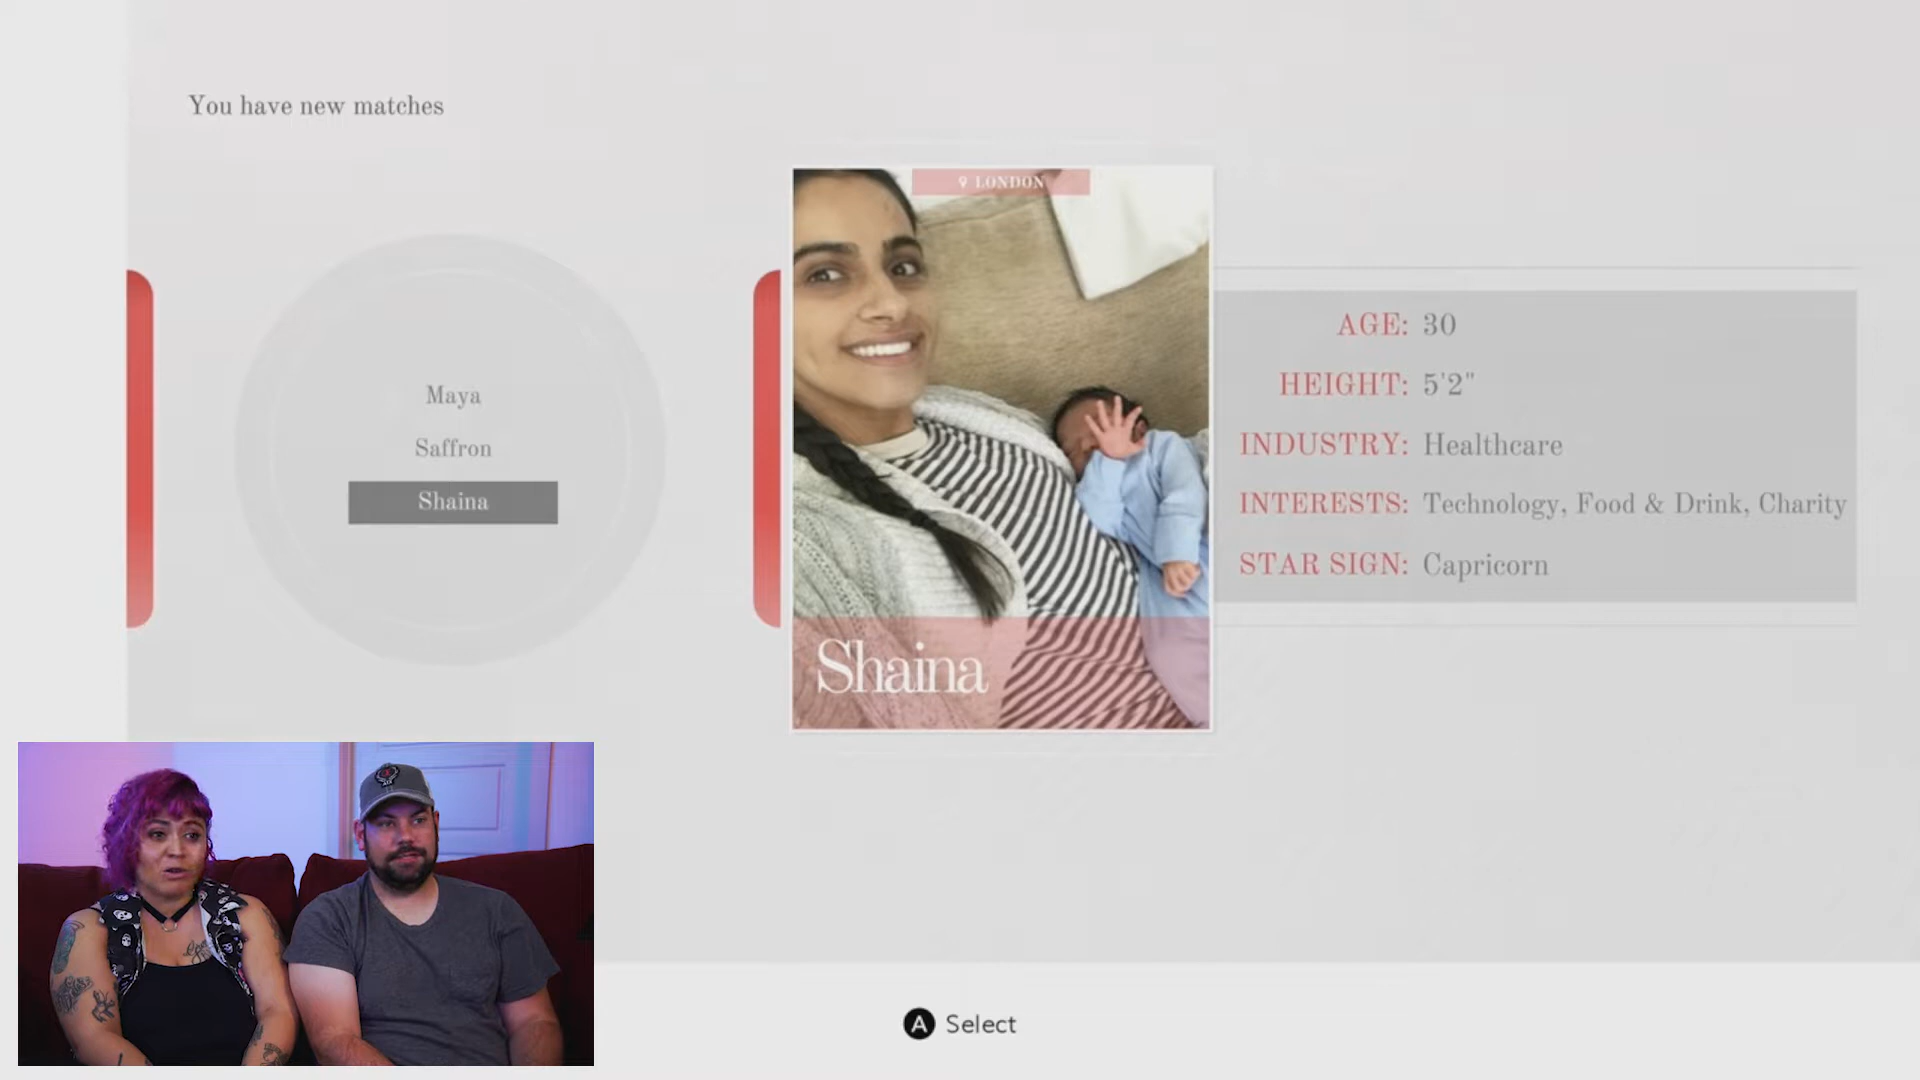 You have new matches
Maya
Saffron
Shaina
LONDON
Shaina
AGE: 30
HEIGHT: 5'2"
INDUSTRY: Healthcare
INTERESTS: Technology, Food & Drink, Charity
STAR SIGN: Capricorn
A Select